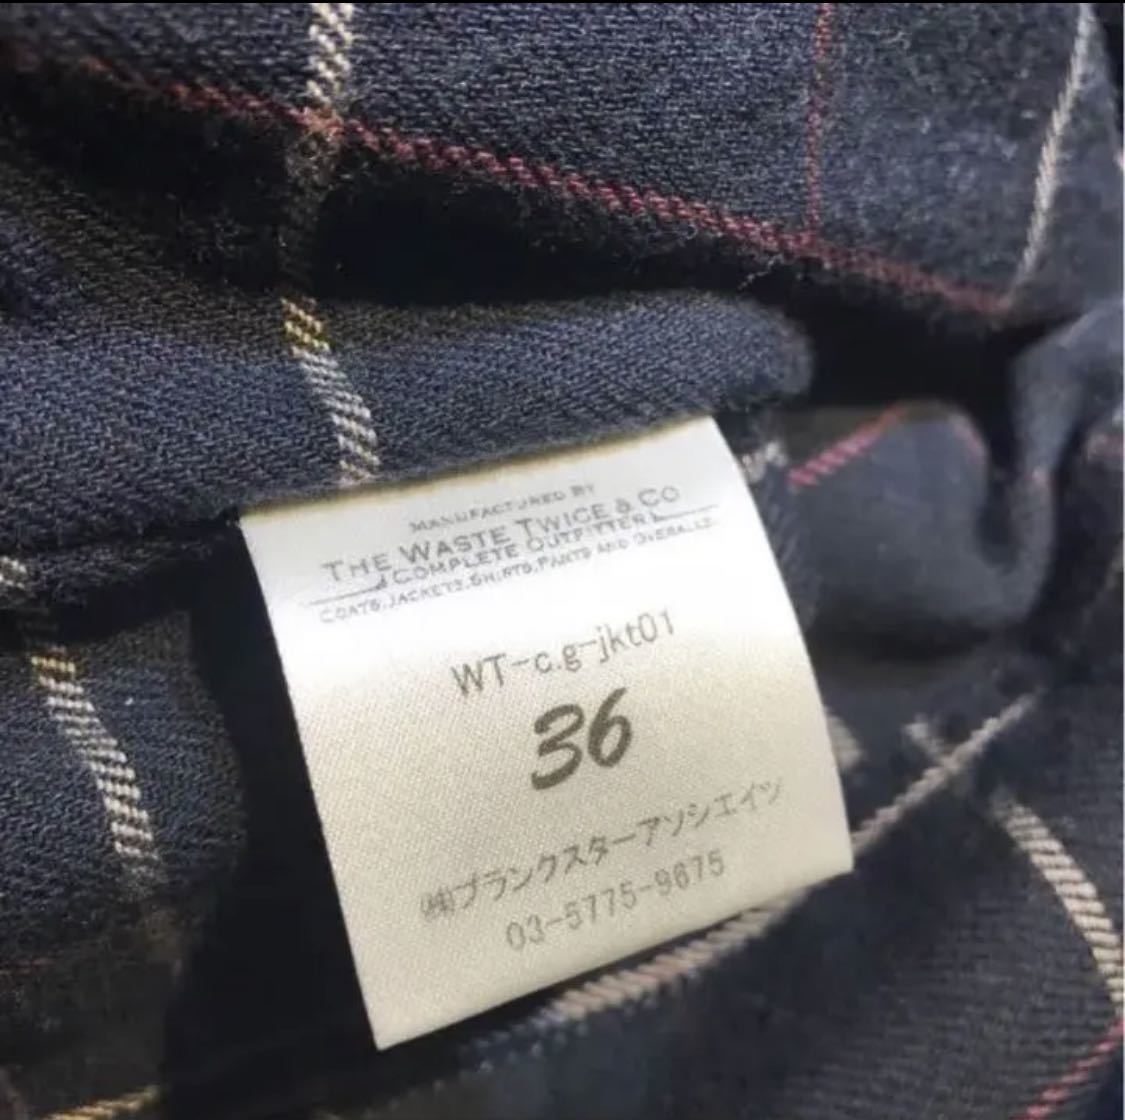 MANUFACTURED BY
THE WASTE TWICE & CO
COMPLETE OUTFITTER
COATS, JACKETS, SHIRTS, PANTS AND OVERALLS
WT-c.g-jkt01
36
㈱ブランクスターアソシエイツ
03-5775-9675